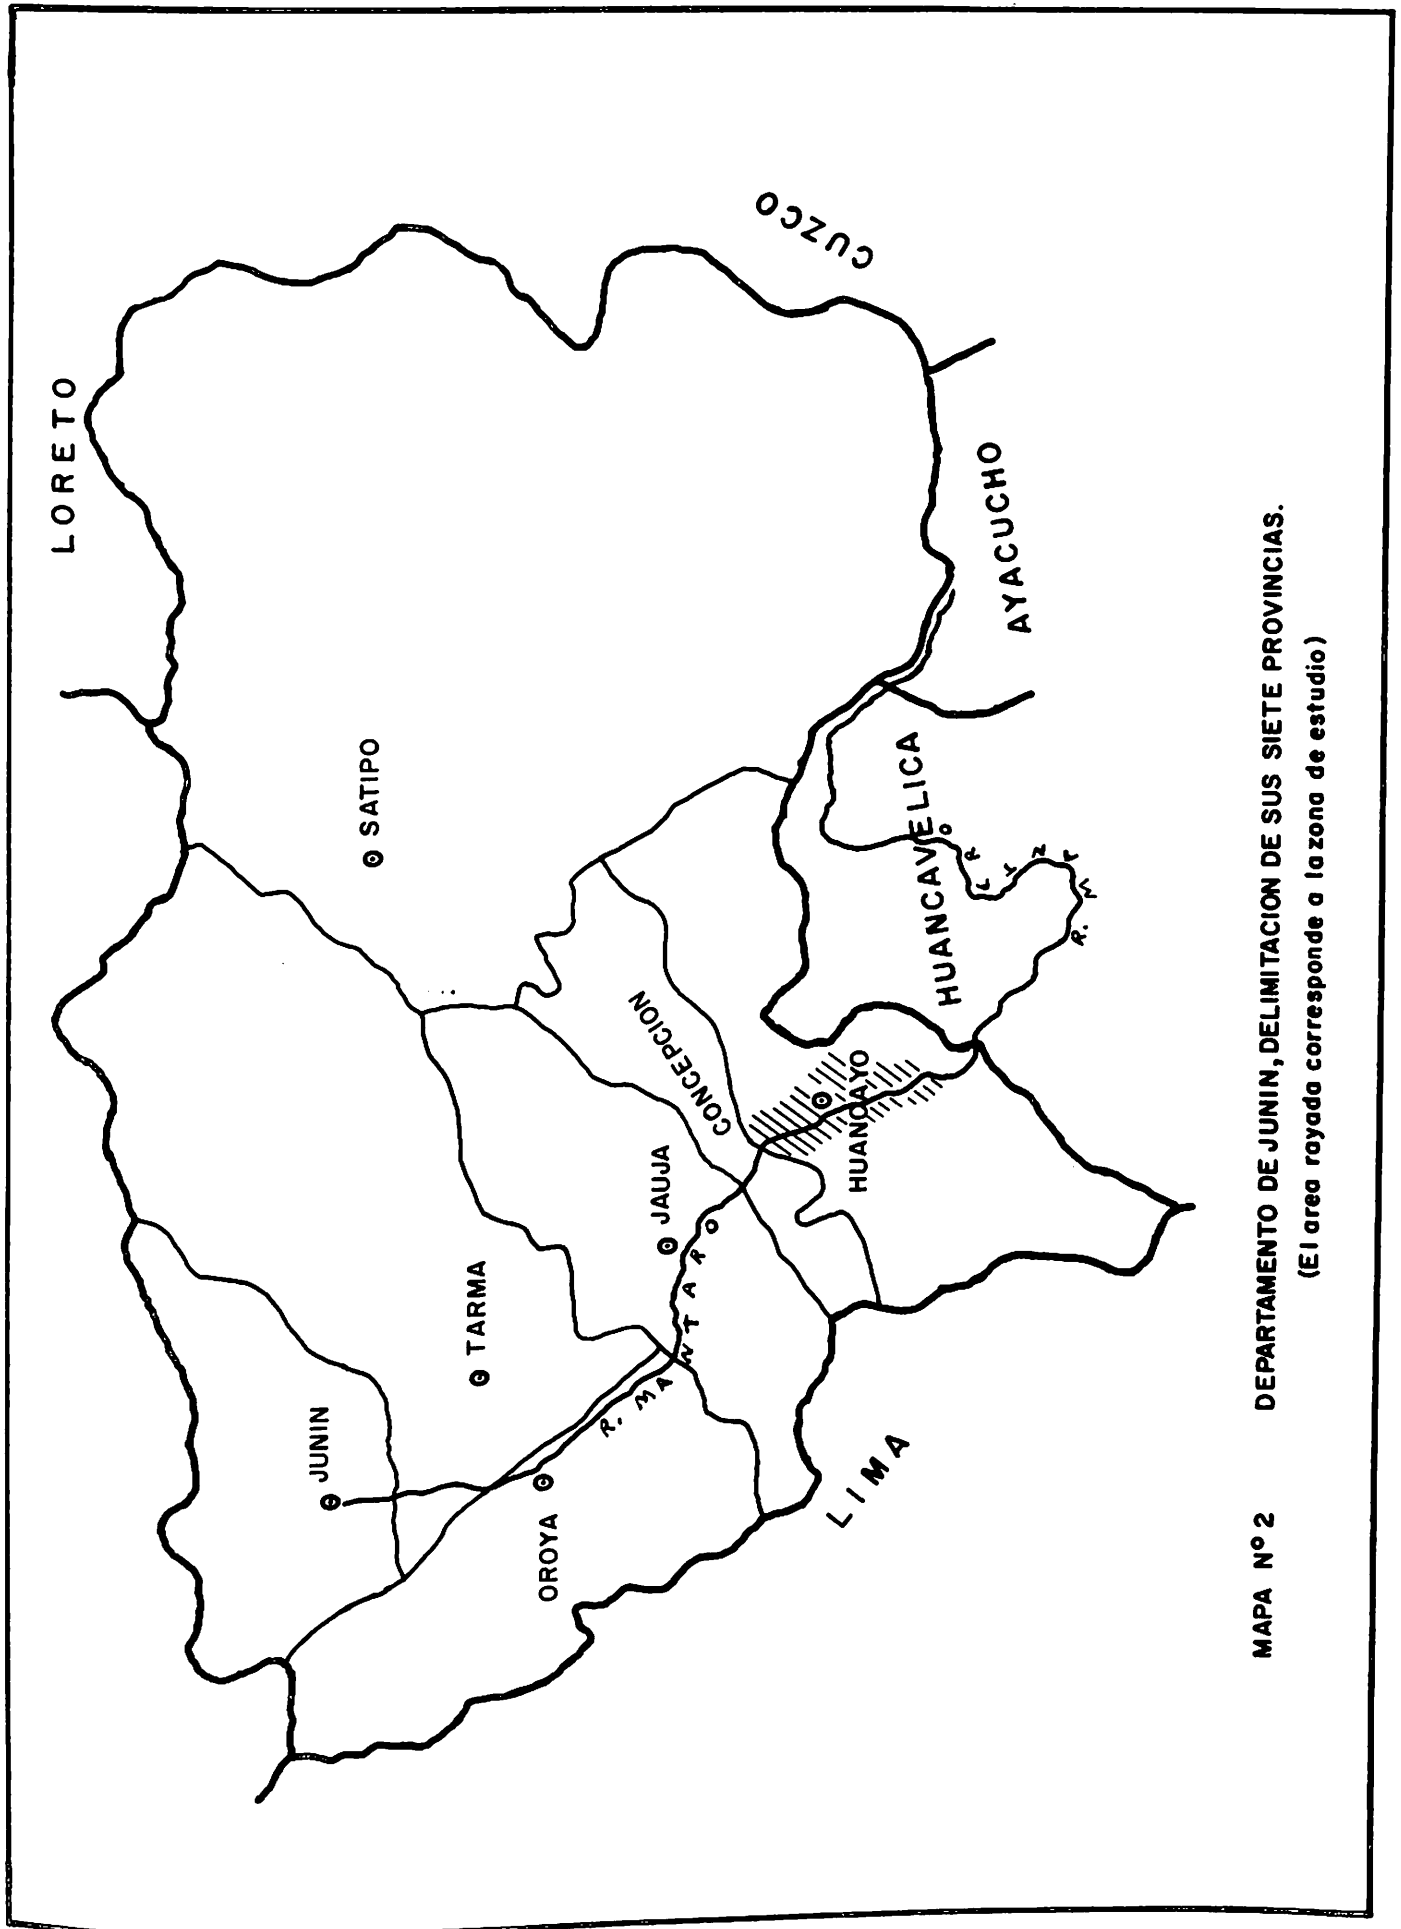 LORETO
CUZCO
SATIPO
AYACUCHO
JUNIN
TARMA
JAUJA
CONCEPCION
HUANCAVELICA
OROYA
R. MANTARO
HUANCAYO
R.
LIMA
MAPA Nº 2 DEPARTAMENTO DE JUNIN, DELIMITACION DE SUS SIETE PROVINCIAS.
(El area rayada corresponde a la zona de estudio)